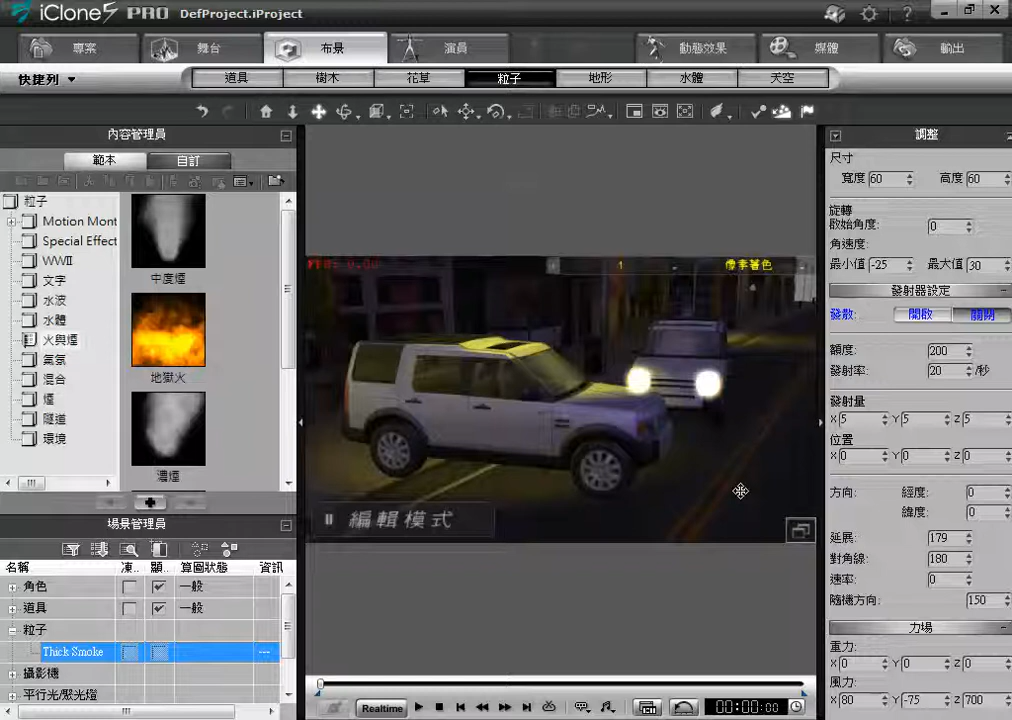 iClone5 PRO DefProject.iProject
專案 舞台 布景 演員 動態效果 媒體 輸出
快捷列 道具 樹木 花草 粒子 地形 水體 天空
內容管理員
範本 自訂
粒子
Motion Mont
Special Effect
WWII
文字
水波
水體
火與煙
氣氛
混合
煙
隧道
環境
中度煙
地獄火
濃煙
場景管理員
名稱 凍.. 顯.. 算圖狀態 資訊
角色 一般
道具 一般
粒子
Thick Smoke ---
攝影機
平行光/聚光燈
1 像素著色
編輯模式
Realtime 00:00:00
調整
尺寸
寬度 60 高度 60
旋轉
啟始角度: 0
角速度:
最小值 -25 最大值 30
發射器設定
發散: 開啟 關閉
額度: 200
發射率: 20 /秒
發射量
X 5 Y 5 Z 5
位置
X 0 Y 0 Z 0
方向: 經度: 0
緯度: 0
延展: 179
對角線: 180
速率: 0
隨機方向: 150
力場
重力:
X 0 Y 0 Z 0
風力:
X 80 Y -75 Z 700